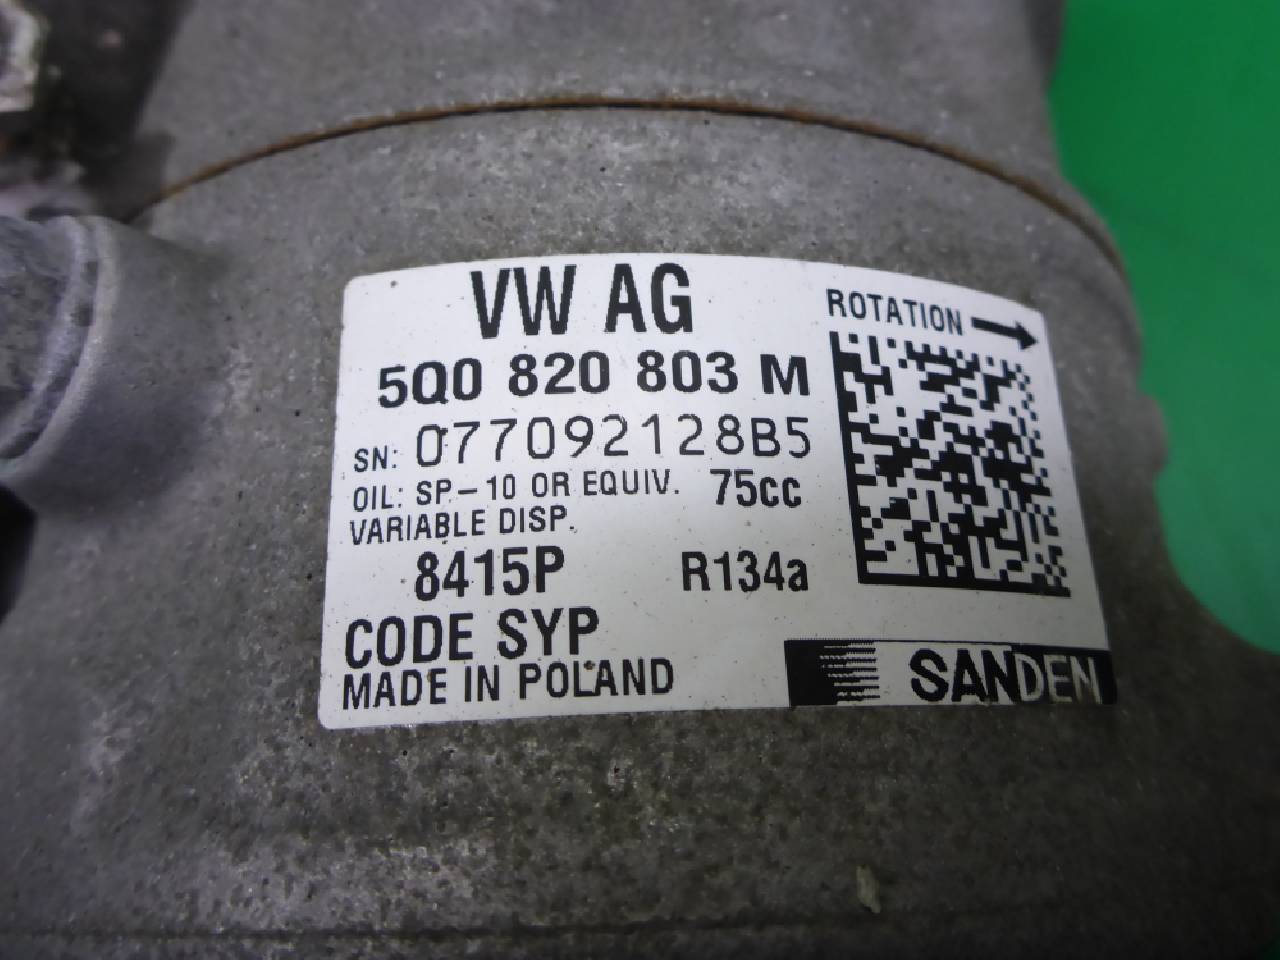 VW AG
ROTATION
5Q0 820 803 M
SN: 077092128B5
OIL: SP-10 OR EQUIV. 75cc
VARIABLE DISP.
8415P R134a
CODE SYP
MADE IN POLAND
SANDEN